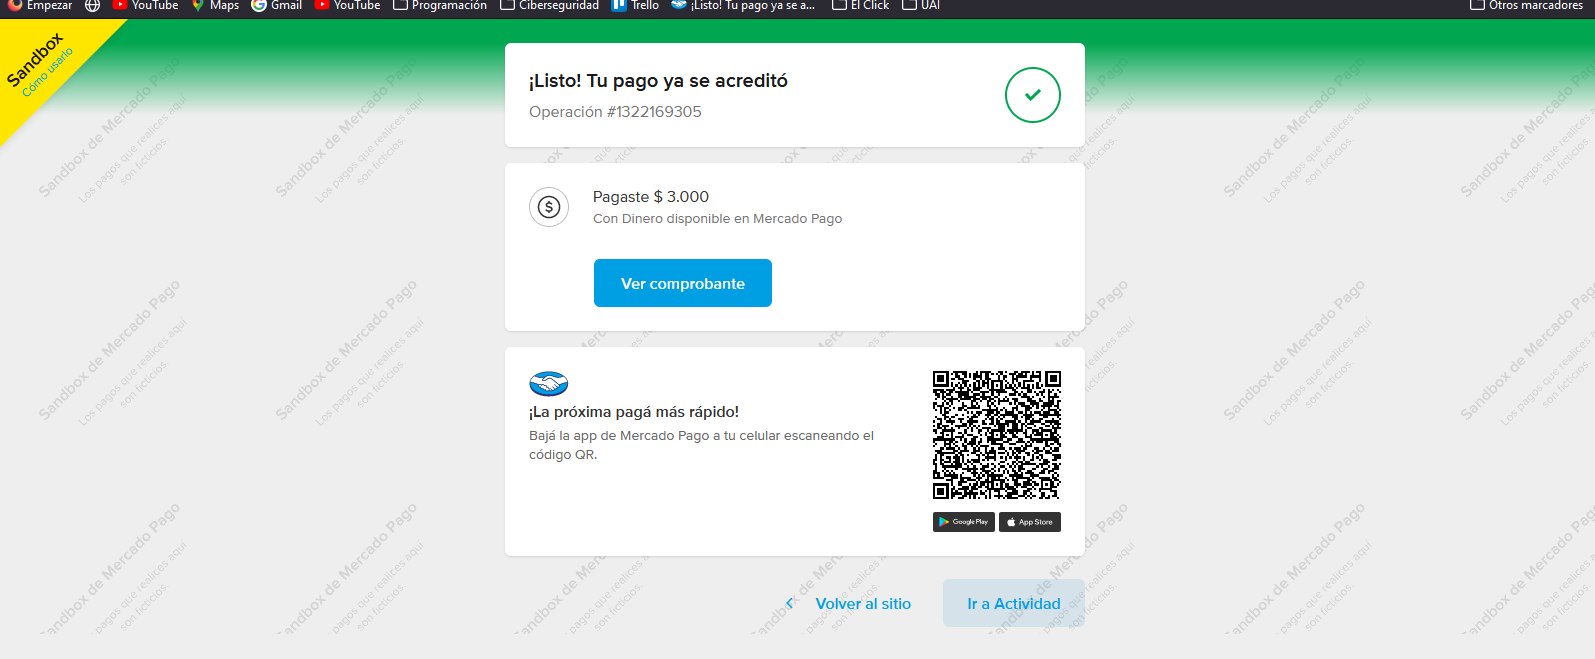 Empezar
YouTube
Maps
Gmail
YouTube
Programación
Ciberseguridad
Trello
¡Listo! Tu pago ya se a...
El Click
UAI
Otros marcadores
Sandbox
Cómo usarlo
¡Listo! Tu pago ya se acreditó
Operación #1322169305
Pagaste $ 3.000
Con Dinero disponible en Mercado Pago
Ver comprobante
¡La próxima pagá más rápido!
Bajá la app de Mercado Pago a tu celular escaneando el
código QR.
Google Play
App Store
Volver al sitio
Ir a Actividad
Sandbox de Mercado Pago
Los pagos que realices aquí
son ficticios.